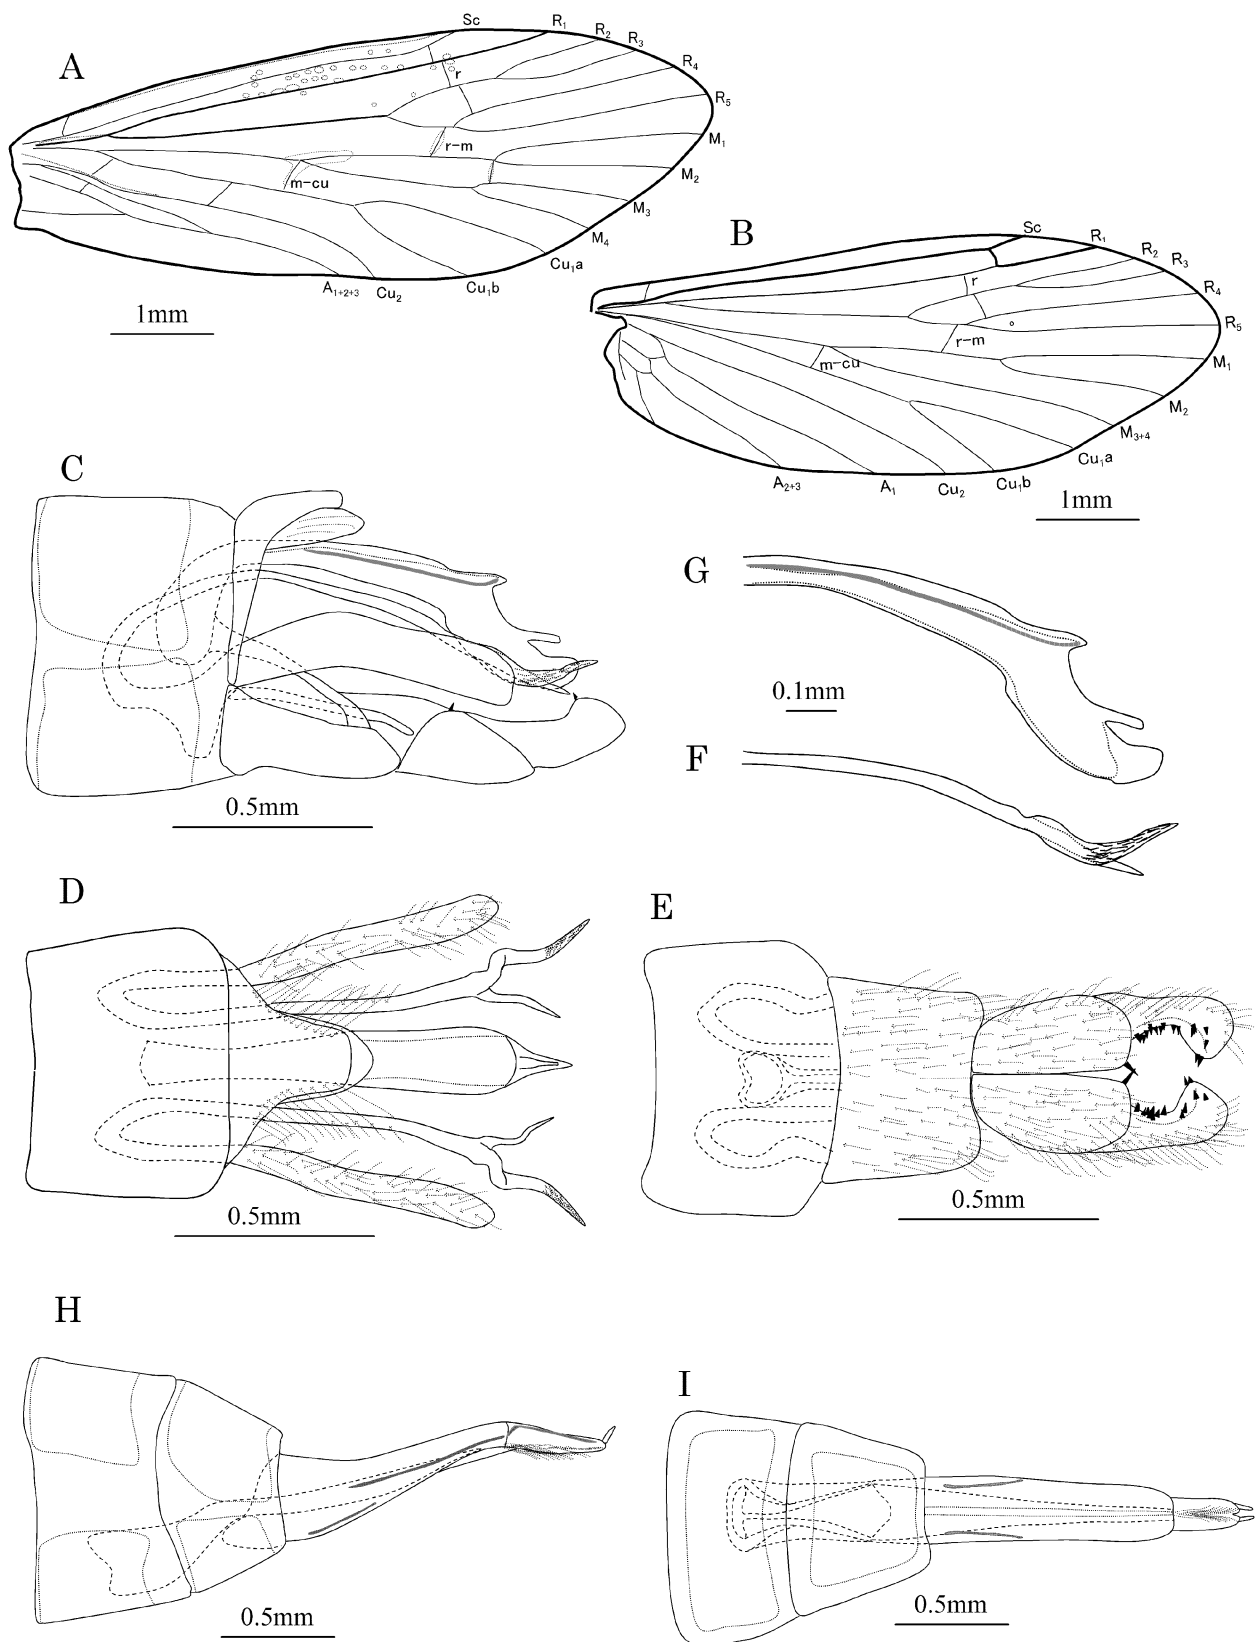 A
Sc
R₁
R₂
R₃
R₄
R₅
M₁
M₂
M₃
M₄
Cu₁a
Cu₁b
Cu₂
A₁₊₂₊₃
r
r-m
m-cu
1mm
B
Sc
R₁
R₂
R₃
R₄
R₅
M₁
M₂
M₃₊₄
Cu₁a
Cu₁b
Cu₂
A₁
A₂₊₃
r
r-m
m-cu
1mm
C
0.5mm
G
0.1mm
F
D
0.5mm
E
0.5mm
H
0.5mm
I
0.5mm